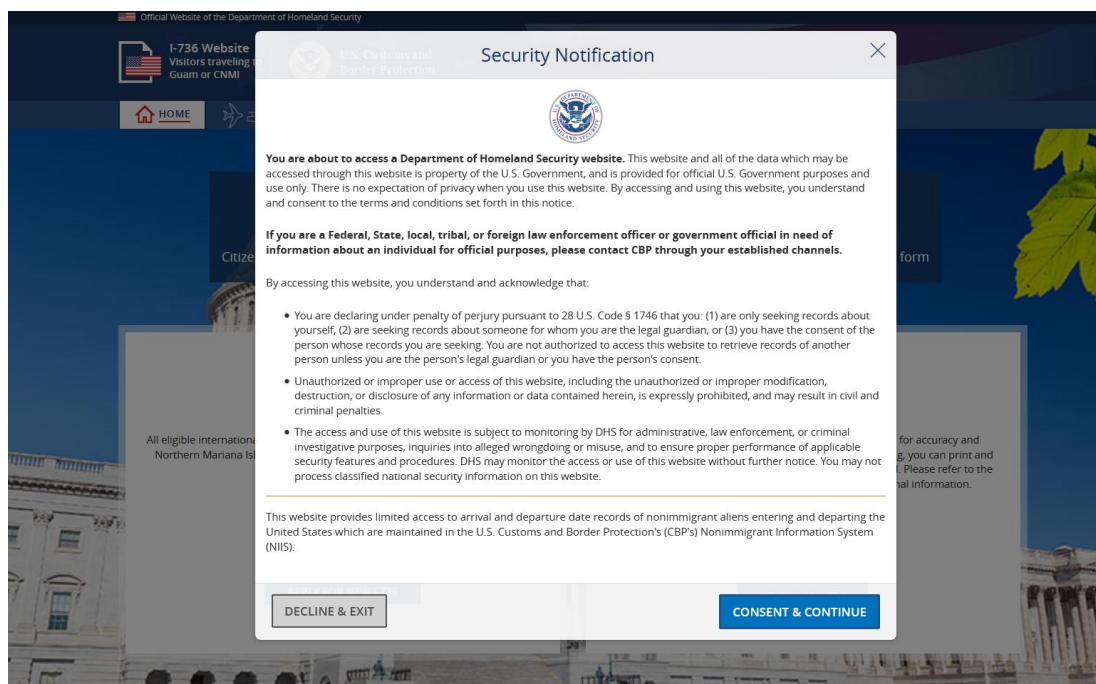 Official Website of the Department of Homeland Security
I-736 Website
Visitors traveling t
Guam or CNMI
U.S. Customs and
Border Protection
Security Notification
HOME
You are about to access a Department of Homeland Security website. This website and all of the data which may be
accessed through this website is property of the U.S. Government, and is provided for official U.S. Government purposes and
use only. There is no expectation of privacy when you use this website. By accessing and using this website, you understand
and consent to the terms and conditions set forth in this notice.
If you are a Federal, State, local, tribal, or foreign law enforcement officer or government official in need of
information about an individual for official purposes, please contact CBP through your established channels.
Citize
form
By accessing this website, you understand and acknowledge that:
• You are declaring under penalty of perjury pursuant to 28 U.S. Code § 1746 that you: (1) are only seeking records about
yourself, (2) are seeking records about someone for whom you are the legal guardian, or (3) you have the consent of the
person whose records you are seeking. You are not authorized to access this website to retrieve records of another
person unless you are the person's legal guardian or you have the person's consent.
• Unauthorized or improper use or access of this website, including the unauthorized or improper modification,
destruction, or disclosure of any information or data contained herein, is expressly prohibited, and may result in civil and
criminal penalties.
• The access and use of this website is subject to monitoring by DHS for administrative, law enforcement, or criminal
investigative purposes, inquiries into alleged wrongdoing or misuse, and to ensure proper performance of applicable
security features and procedures. DHS may monitor the access or use of this website without further notice. You may not
process classified national security information on this website.
All eligible internationa
Northern Mariana Isl
for accuracy and
g, you can print and
l. Please refer to the
nal information.
This website provides limited access to arrival and departure date records of nonimmigrant aliens entering and departing the
United States which are maintained in the U.S. Customs and Border Protection's (CBP's) Nonimmigrant Information System
(NIIS).
DECLINE & EXIT
CONSENT & CONTINUE